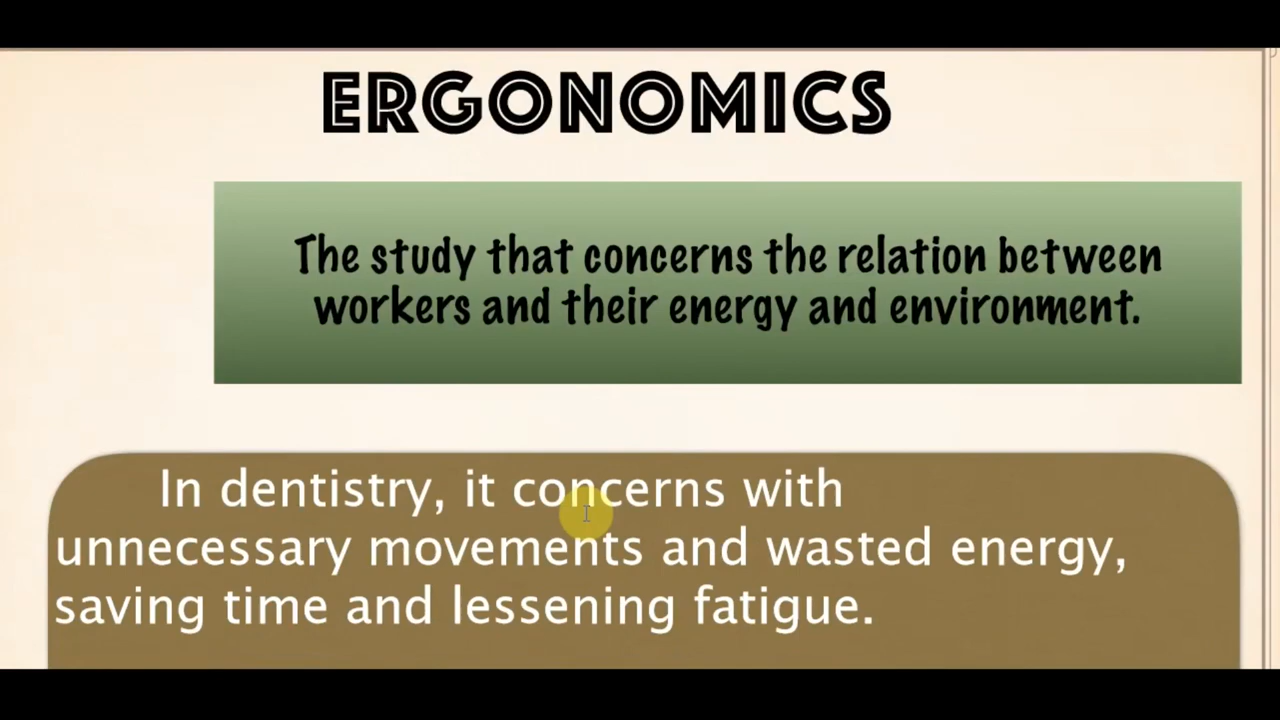 ERGONOMICS
The study that concerns the relation between
workers and their energy and environment.
In dentistry, it concerns with
unnecessary movements and wasted energy,
saving time and lessening fatigue.